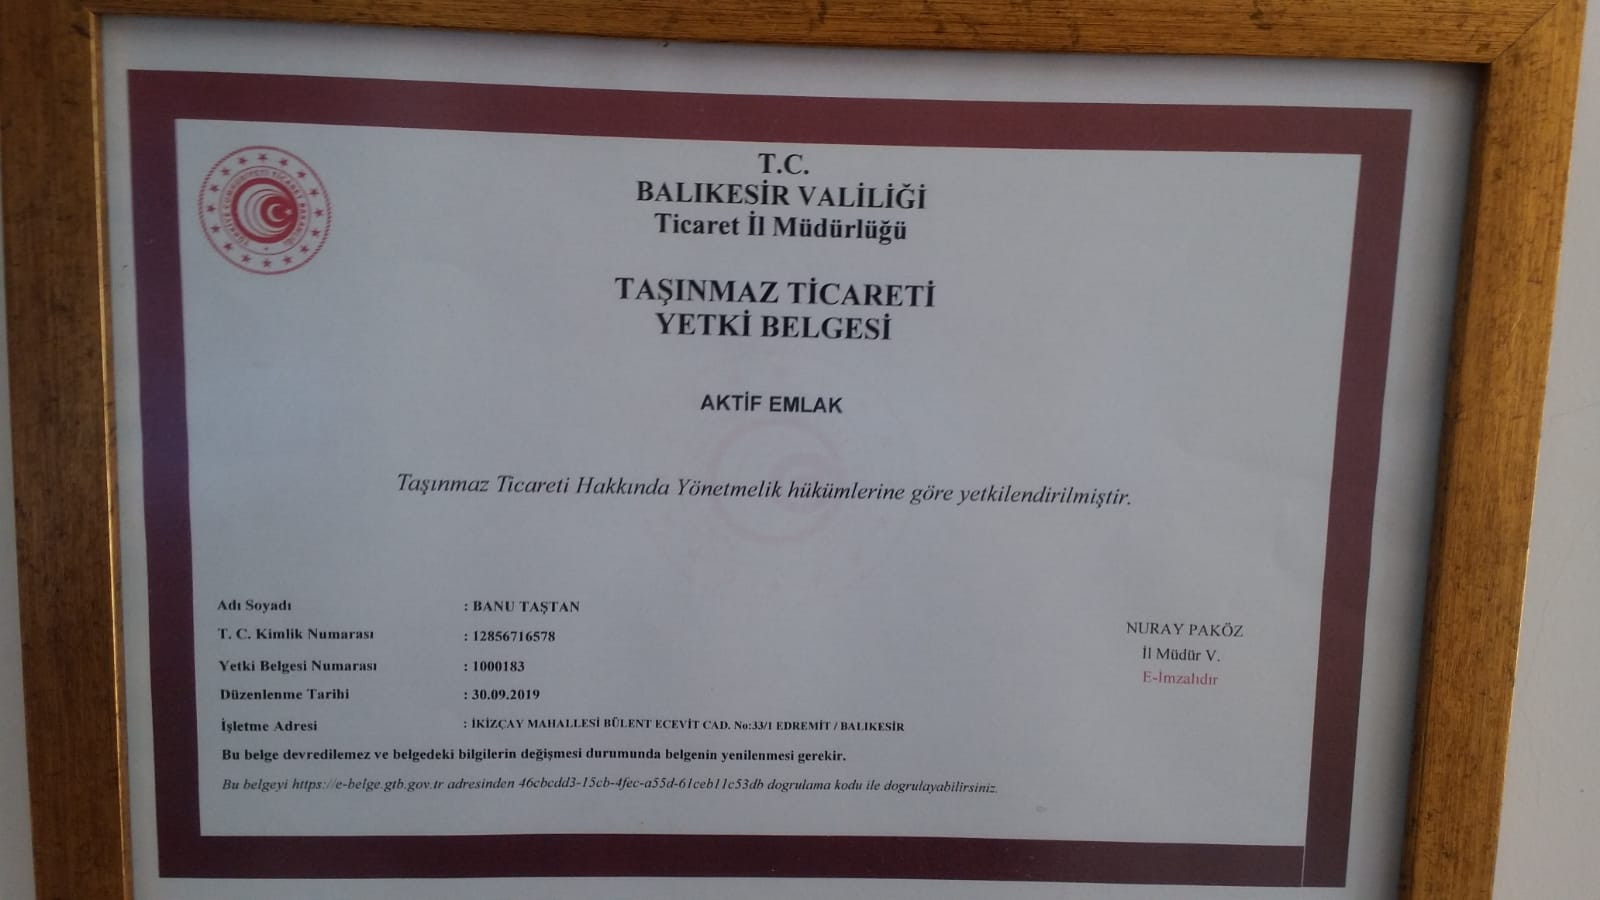 T.C.
BALIKESİR VALİLİĞİ
Ticaret İl Müdürlüğü
TAŞINMAZ TİCARETİ
YETKİ BELGESİ
AKTİF EMLAK
Taşınmaz Ticareti Hakkında Yönetmelik hükümlerine göre yetkilendirilmiştir.
Adı Soyadı : BANU TAŞTAN
T. C. Kimlik Numarası : 12856716578
Yetki Belgesi Numarası : 1000183
Düzenlenme Tarihi : 30.09.2019
İşletme Adresi : İKİZÇAY MAHALLESİ BÜLENT ECEVİT CAD. No:33/1 EDREMİT / BALIKESİR
NURAY PAKÖZ
İl Müdür V.
E-İmzalıdır
Bu belge devredilemez ve belgedeki bilgilerin değişmesi durumunda belgenin yenilenmesi gerekir.
Bu belgeyi https://e-belge.gtb.gov.tr adresinden 46cbcdd3-15cb-4fec-a55d-61ceb11c53db dogrulama kodu ile dogrulayabilirsiniz.